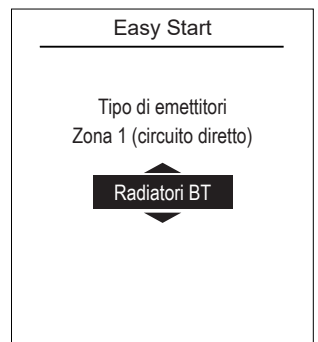 Easy Start
Tipo di emettitori
Zona 1 (circuito diretto)
Radiatori BT